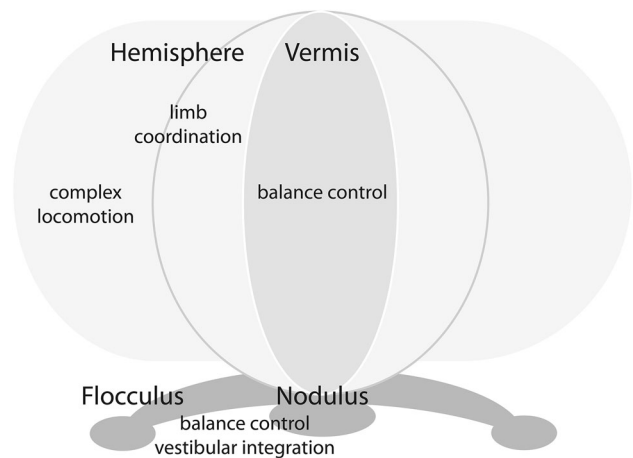 Hemisphere
Vermis
limb
coordination
complex
locomotion
balance control
Flocculus
Nodulus
balance control
vestibular integration